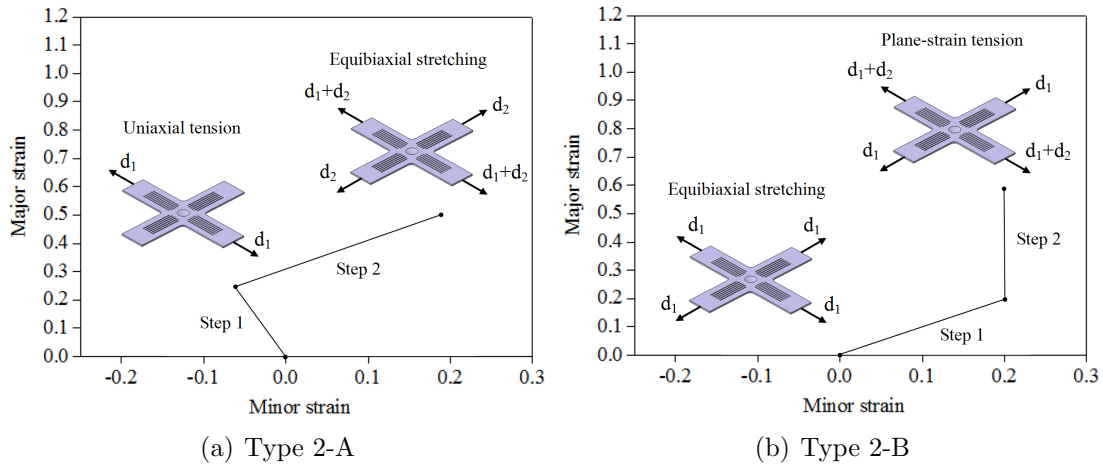 Major strain
1.2
1.1
1.0
0.9
0.8
0.7
0.6
0.5
0.4
0.3
0.2
0.1
0.0
-0.2
-0.1
0.0
0.1
0.2
0.3
Minor strain
Uniaxial tension
d1
d1
Equibiaxial stretching
d1+d2
d2
d2
d1+d2
Step 1
Step 2
(a) Type 2-A
Major strain
1.2
1.1
1.0
0.9
0.8
0.7
0.6
0.5
0.4
0.3
0.2
0.1
0.0
-0.2
-0.1
0.0
0.1
0.2
0.3
Minor strain
Plane-strain tension
d1+d2
d1
d1
d1+d2
Equibiaxial stretching
d1
d1
d1
d1
Step 2
Step 1
(b) Type 2-B